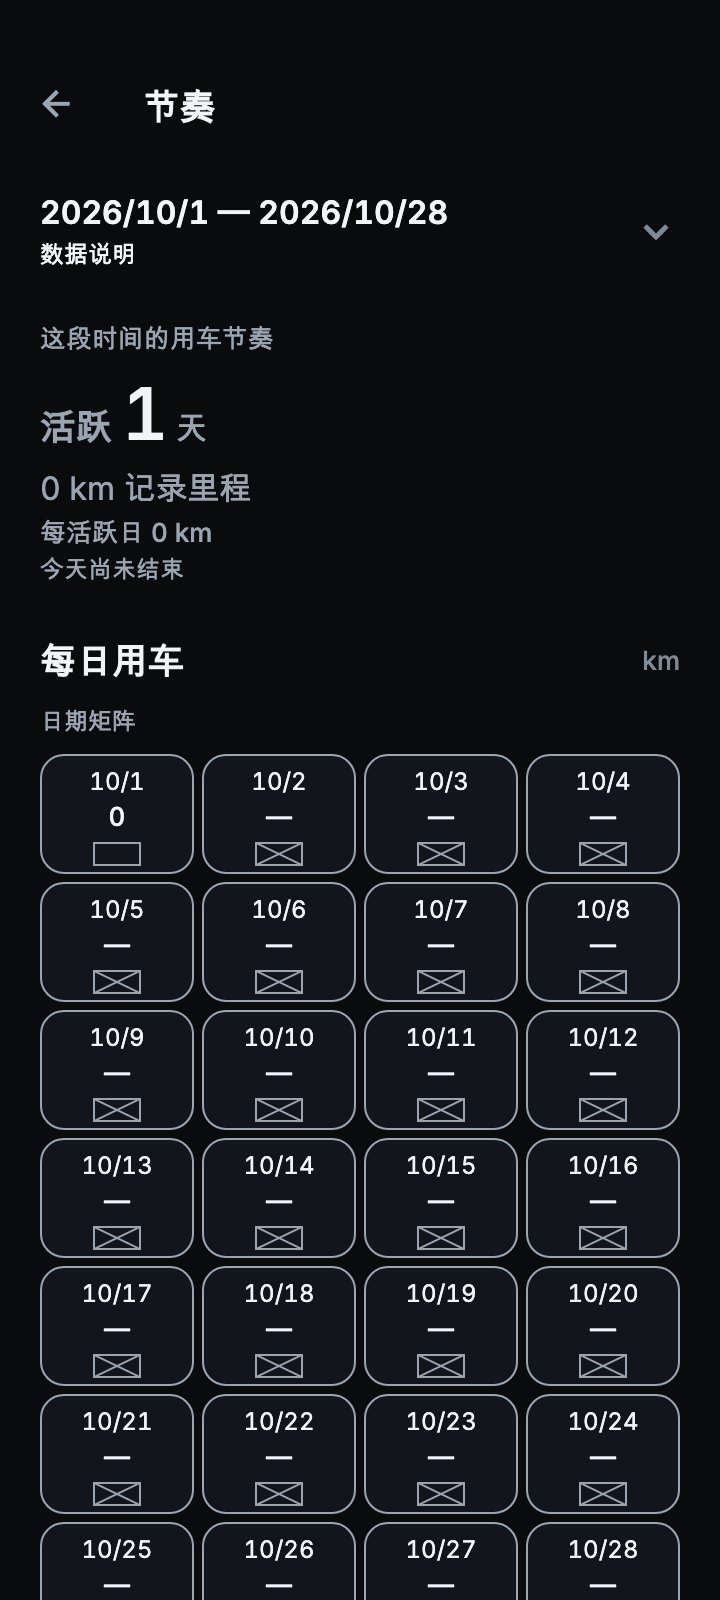 节奏
2026/10/1 — 2026/10/28
数据说明
这段时间的用车节奏
活跃 1 天
0 km 记录里程
每活跃日 0 km
今天尚未结束
每日用车 km
日期矩阵
10/1 10/2 10/3 10/4
0 — — —
10/5 10/6 10/7 10/8
— — — —
10/9 10/10 10/11 10/12
— — — —
10/13 10/14 10/15 10/16
— — — —
10/17 10/18 10/19 10/20
— — — —
10/21 10/22 10/23 10/24
— — — —
10/25 10/26 10/27 10/28
— — — —